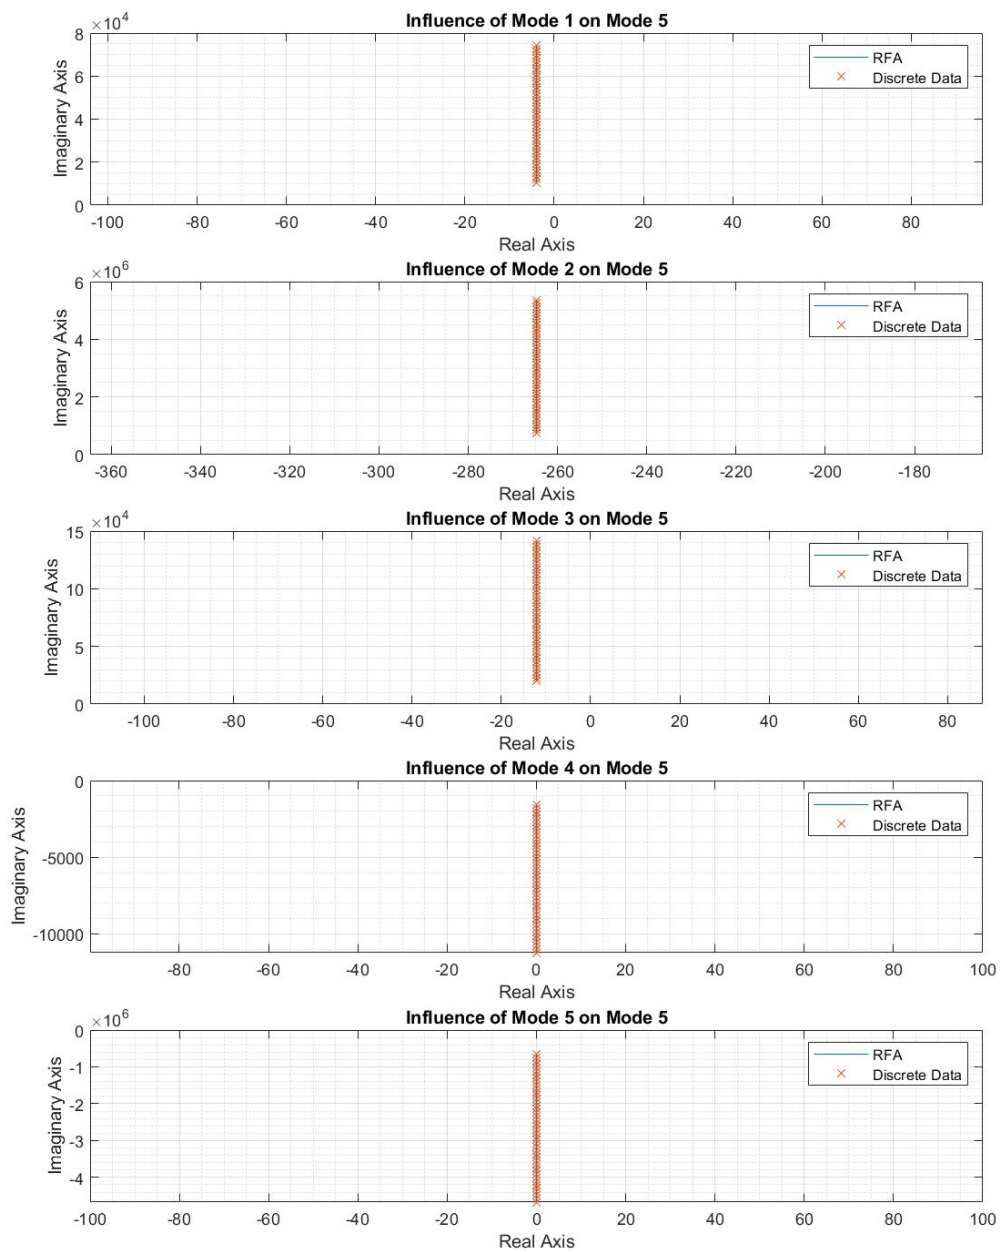 Influence of Mode 1 on Mode 5
×10⁴
8
6
4
2
0
Imaginary Axis
RFA
Discrete Data
-100 -80 -60 -40 -20 0 20 40 60 80
Real Axis
Influence of Mode 2 on Mode 5
×10⁶
6
4
2
0
Imaginary Axis
RFA
Discrete Data
-360 -340 -320 -300 -280 -260 -240 -220 -200 -180
Real Axis
Influence of Mode 3 on Mode 5
×10⁴
15
10
5
0
Imaginary Axis
RFA
Discrete Data
-100 -80 -60 -40 -20 0 20 40 60 80
Real Axis
Influence of Mode 4 on Mode 5
0
-5000
-10000
Imaginary Axis
RFA
Discrete Data
-80 -60 -40 -20 0 20 40 60 80 100
Real Axis
Influence of Mode 5 on Mode 5
×10⁶
0
-1
-2
-3
-4
Imaginary Axis
RFA
Discrete Data
-100 -80 -60 -40 -20 0 20 40 60 80 100
Real Axis